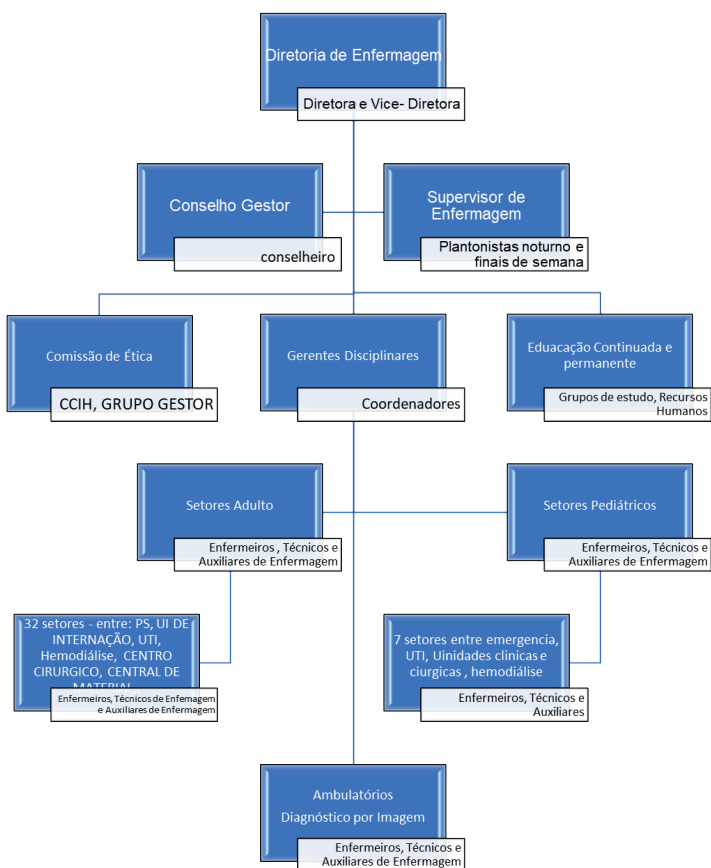 Diretoria de Enfermagem
Diretora e Vice- Diretora
Conselho Gestor
conselheiro
Supervisor de
Enfermagem
Plantonistas noturno e
finais de semana
Comissão de Ética
CCIH, GRUPO GESTOR
Gerentes Disciplinares
Coordenadores
Eduacação Continuada e
permanente
Grupos de estudo, Recursos
Humanos
Setores Adulto
Enfermeiros , Técnicos e
Auxiliares de Enfermagem
Setores Pediátricos
Enfermeiros, Técnicos e
Auxiliares de Enfermagem
32 setores - entre: PS, UI DE
INTERNAÇÃO, UTI,
Hemodiálise, CENTRO
CIRURGICO, CENTRAL DE
MATERIAL
Enfermeiros, Técnicos de Enfemagem
e Auxiliares de Enfermagem
7 setores entre emergencia,
UTI, Uinidades clinicas e
ciurgicas , hemodiálise
Enfermeiros, Técnicos e
Auxiliares
Ambulatórios
Diagnóstico por Imagem
Enfermeiros, Técnicos e
Auxiliares de Enfermagem